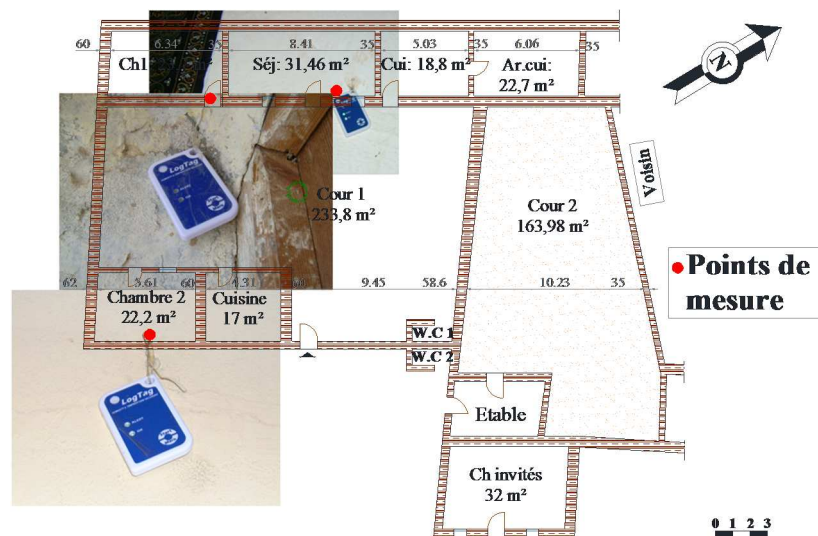 60 6.34 35 8.41 35 5.03 35 6.06 35
Ch1
Séj: 31,46 m²
Cui: 18,8 m²
Ar.cui:
22,7 m²
N
LogTag
Cour 1
233,8 m²
Cour 2
163,98 m²
Voisin
Points de
mesure
62 3.61 60 4.31 60 9.45 58.6 10.23 35
Chambre 2
22,2 m²
Cuisine
17 m²
W.C 1
W.C 2
LogTag
Etable
Ch invités
32 m²
0 1 2 3